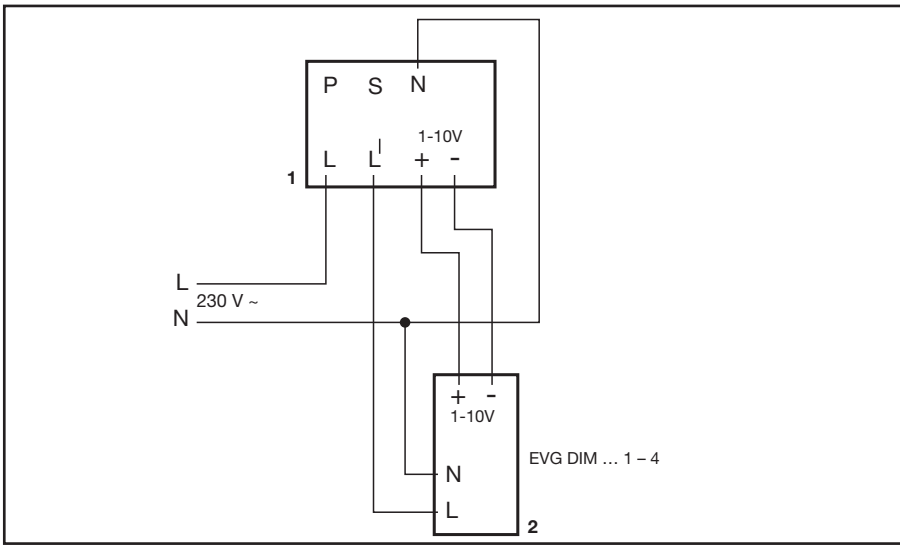 P S N
1-10V
L L| + -
1
L
230 V ~
N
+ -
1-10V
EVG DIM … 1 – 4
N
L
2